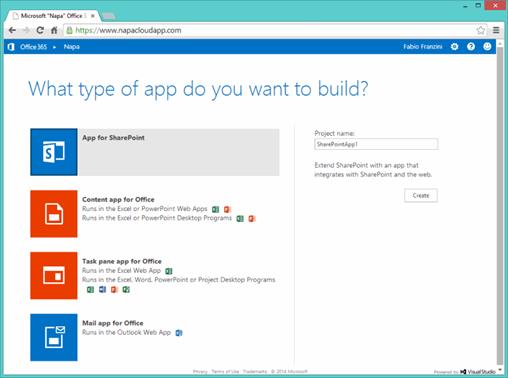 Microsoft "Napa" Office 3
https://www.napacloudapp.com
Office 365 ▸ Napa
Fabio Franzini
What type of app do you want to build?
App for SharePoint
Content app for Office
Runs in the Excel or PowerPoint Web Apps
Runs in the Excel or PowerPoint Desktop Programs
Task pane app for Office
Runs in the Excel Web App
Runs in the Excel, Word, PowerPoint or Project Desktop Programs
Mail app for Office
Runs in the Outlook Web App
Project name:
SharePointApp1
Extend SharePoint with an app that
integrates with SharePoint and the web.
Create
Privacy Terms of Use Trademarks © 2014 Microsoft
Powered by Visual Studio